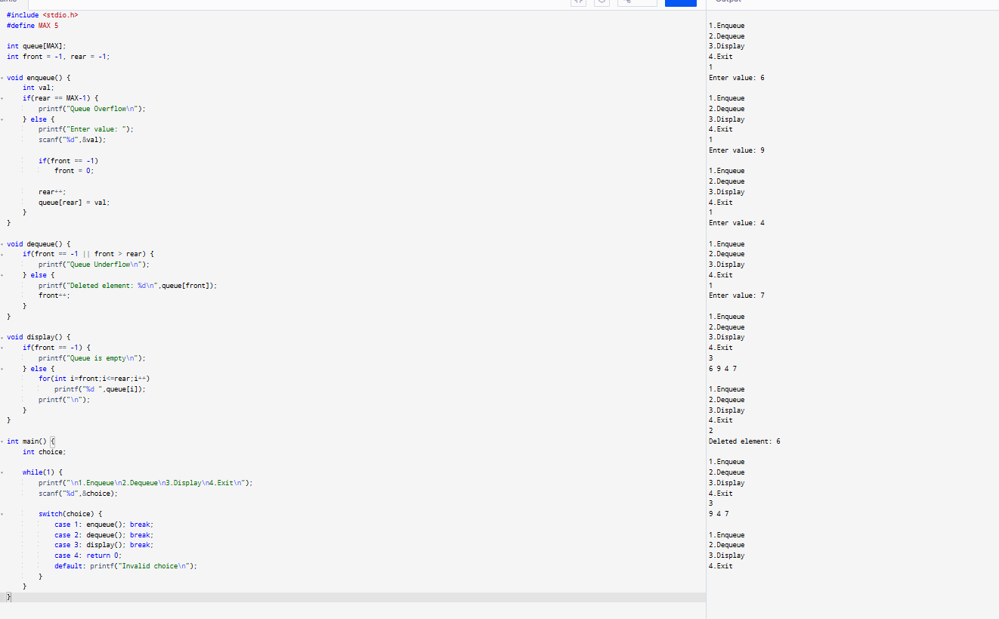 #include <stdio.h>
#define MAX 5
int queue[MAX];
int front = -1, rear = -1;
void enqueue() {
    int val;
    if(rear == MAX-1) {
        printf("Queue Overflow\n");
    } else {
        printf("Enter value: ");
        scanf("%d",&val);
        if(front == -1)
            front = 0;
        rear++;
        queue[rear] = val;
    }
}
void dequeue() {
    if(front == -1 || front > rear) {
        printf("Queue Underflow\n");
    } else {
        printf("Deleted element: %d\n",queue[front]);
        front++;
    }
}
void display() {
    if(front == -1) {
        printf("Queue is empty\n");
    } else {
        for(int i=front;i<=rear;i++)
            printf("%d ",queue[i]);
        printf("\n");
    }
}
int main() {
    int choice;
    while(1) {
        printf("\n1.Enqueue\n2.Dequeue\n3.Display\n4.Exit\n");
        scanf("%d",&choice);
        switch(choice) {
            case 1: enqueue(); break;
            case 2: dequeue(); break;
            case 3: display(); break;
            case 4: return 0;
            default: printf("Invalid choice\n");
        }
    }
}
Output
1.Enqueue
2.Dequeue
3.Display
4.Exit
1
Enter value: 6
1.Enqueue
2.Dequeue
3.Display
4.Exit
1
Enter value: 9
1.Enqueue
2.Dequeue
3.Display
4.Exit
1
Enter value: 4
1.Enqueue
2.Dequeue
3.Display
4.Exit
1
Enter value: 7
1.Enqueue
2.Dequeue
3.Display
4.Exit
3
6 9 4 7
1.Enqueue
2.Dequeue
3.Display
4.Exit
2
Deleted element: 6
1.Enqueue
2.Dequeue
3.Display
4.Exit
3
9 4 7
1.Enqueue
2.Dequeue
3.Display
4.Exit